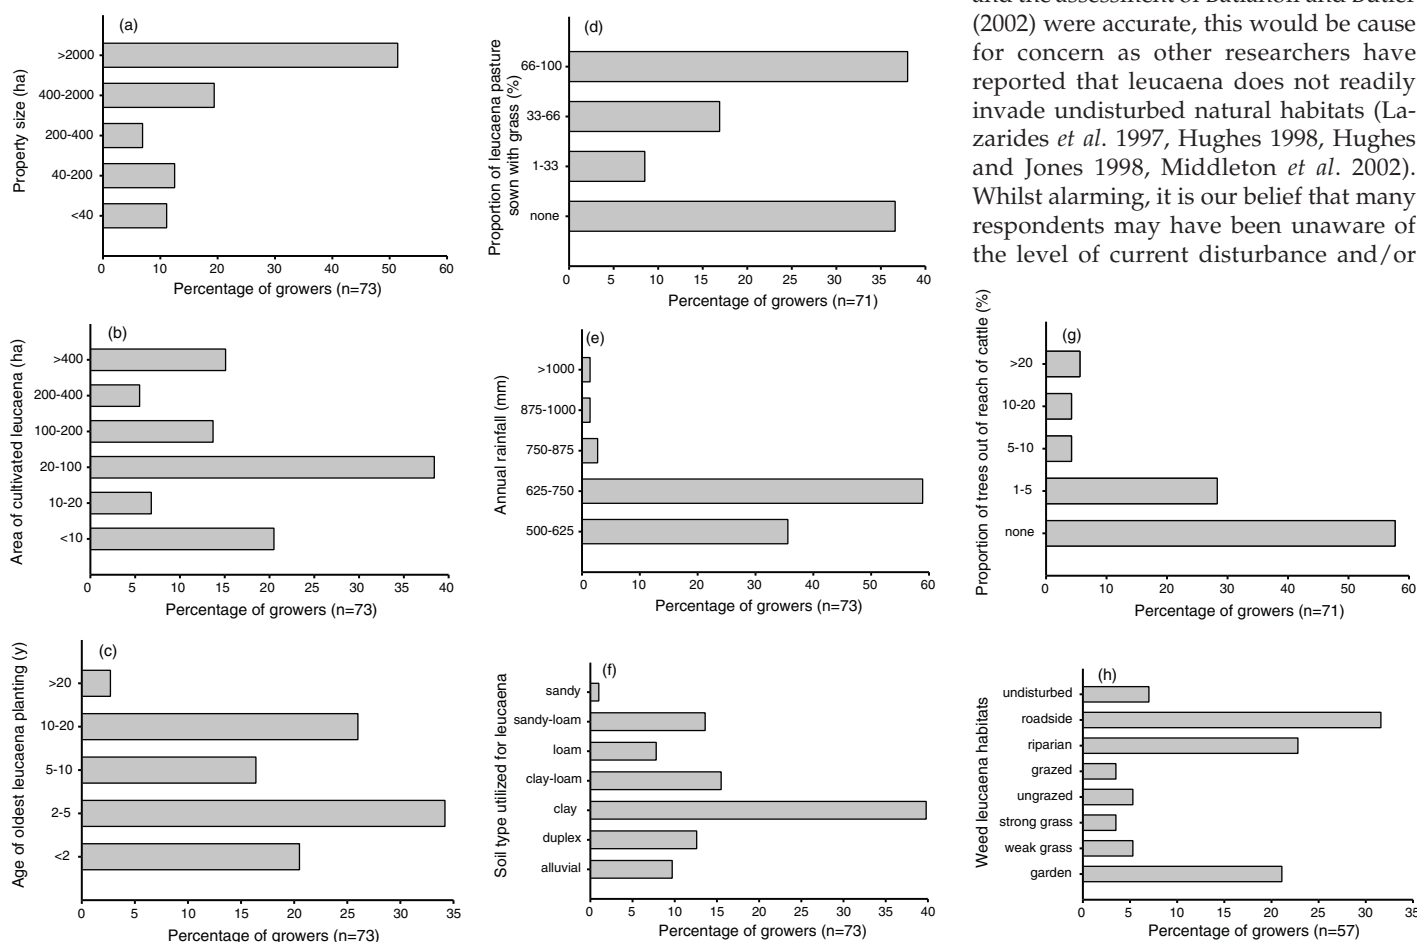 (a)
Property size (ha)
>2000
400-2000
200-400
40-200
<40
0 10 20 30 40 50 60
Percentage of growers (n=73)
(b)
Area of cultivated leucaena (ha)
>400
200-400
100-200
20-100
10-20
<10
0 10 20 30 40
Percentage of growers (n=73)
(c)
Age of oldest leucaena planting (y)
>20
10-20
5-10
2-5
<2
0 5 10 15 20 25 30 35
Percentage of growers (n=73)
(d)
Proportion of leucaena pasture
sown with grass (%)
66-100
33-66
1-33
none
0 5 10 15 20 25 30 35 40
Percentage of growers (n=71)
(e)
Annual rainfall (mm)
>1000
875-1000
750-875
625-750
500-625
0 10 20 30 40 50 60
Percentage of growers (n=73)
(f)
Soil type utilized for leucaena
sandy
sandy-loam
loam
clay-loam
clay
duplex
alluvial
0 5 10 15 20 25 30 35 40
Percentage of growers (n=73)
(2002) were accurate, this would be cause
for concern as other researchers have
reported that leucaena does not readily
invade undisturbed natural habitats (La-
zarides et al. 1997, Hughes 1998, Hughes
and Jones 1998, Middleton et al. 2002).
Whilst alarming, it is our belief that many
respondents may have been unaware of
the level of current disturbance and/or
(g)
Proportion of trees out of reach of cattle (%)
>20
10-20
5-10
1-5
none
0 10 20 30 40 50 60
Percentage of growers (n=71)
(h)
Weed leucaena habitats
undisturbed
roadside
riparian
grazed
ungrazed
strong grass
weak grass
garden
0 5 10 15 20 25 30 35
Percentage of growers (n=57)